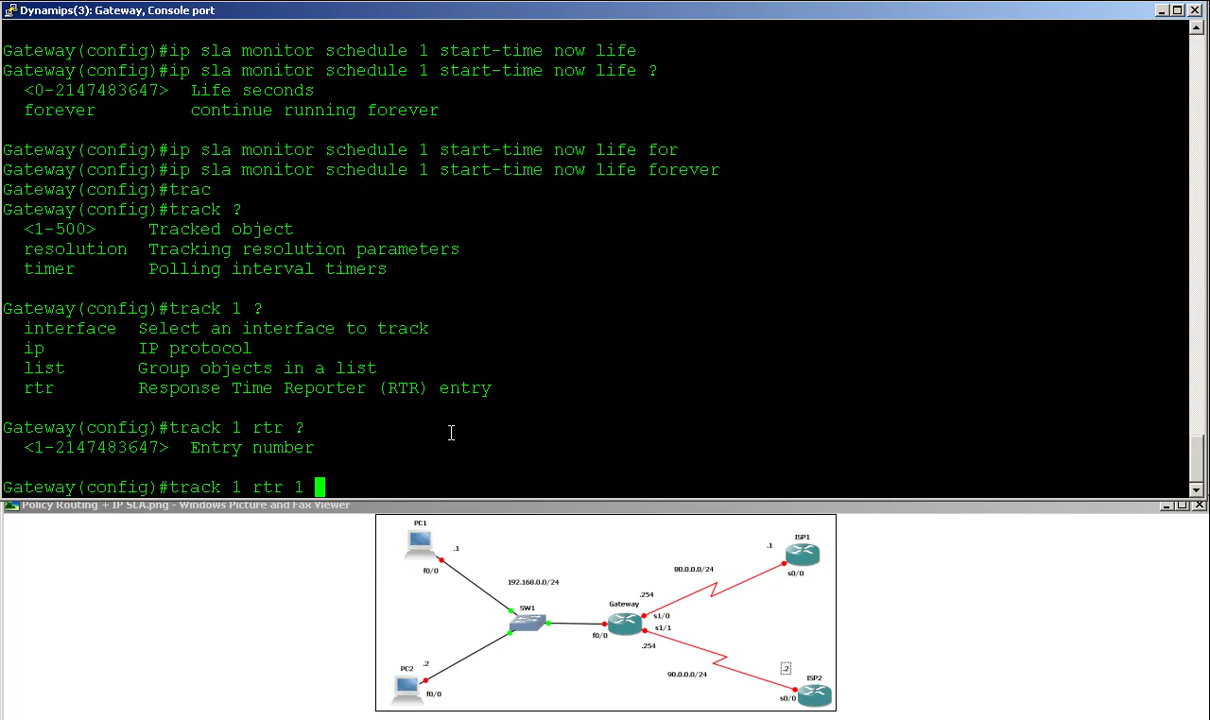 Dynamips(3): Gateway, Console port
Gateway(config)#ip sla monitor schedule 1 start-time now life
Gateway(config)#ip sla monitor schedule 1 start-time now life ?
<0-2147483647> Life seconds
forever continue running forever
Gateway(config)#ip sla monitor schedule 1 start-time now life for
Gateway(config)#ip sla monitor schedule 1 start-time now life forever
Gateway(config)#trac
Gateway(config)#track ?
<1-500> Tracked object
resolution Tracking resolution parameters
timer Polling interval timers
Gateway(config)#track 1 ?
interface Select an interface to track
ip IP protocol
list Group objects in a list
rtr Response Time Reporter (RTR) entry
Gateway(config)#track 1 rtr ?
<1-2147483647> Entry number
Gateway(config)#track 1 rtr 1
Policy Routing + IP SLA.png - Windows Picture and Fax Viewer
PC1
.1
f0/0
192.168.0.0/24
SW1
PC2
.2
f0/0
Gateway
f0/0
.254
s1/0
s1/1
.254
80.0.0.0/24
.1
ISP1
s0/0
90.0.0.0/24
.2
ISP2
s0/0